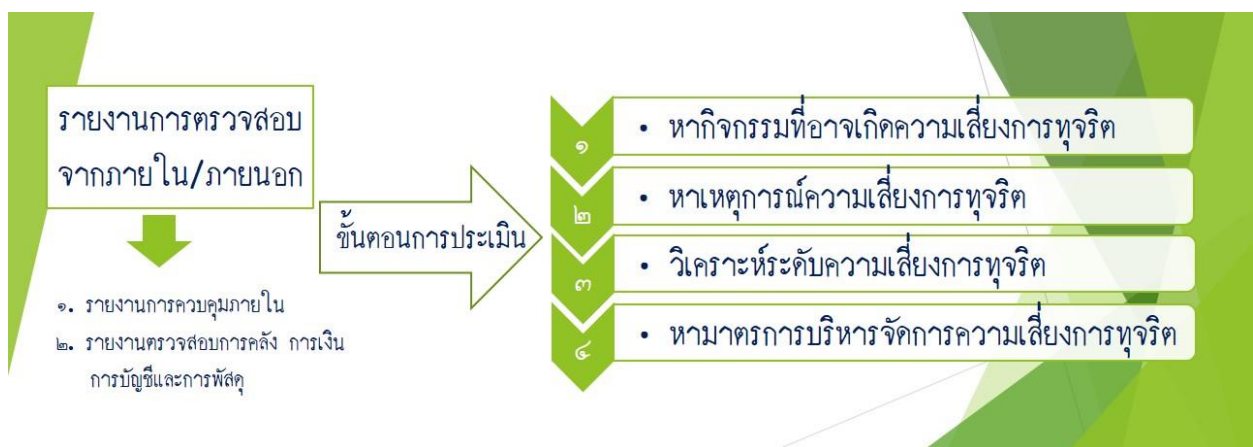 รายงานการตรวจสอบ
จากภายใน/ภายนอก
๑. รายงานการควบคุมภายใน
๒. รายงานตรวจสอบการคลัง การเงิน
การบัญชีและการพัสดุ
ขั้นตอนการประเมิน
๑
• หากิจกรรมที่อาจเกิดความเสี่ยงการทุจริต
๒
• หาเหตุการณ์ความเสี่ยงการทุจริต
๓
• วิเคราะห์ระดับความเสี่ยงการทุจริต
๔
• หามาตรการบริหารจัดการความเสี่ยงการทุจริต